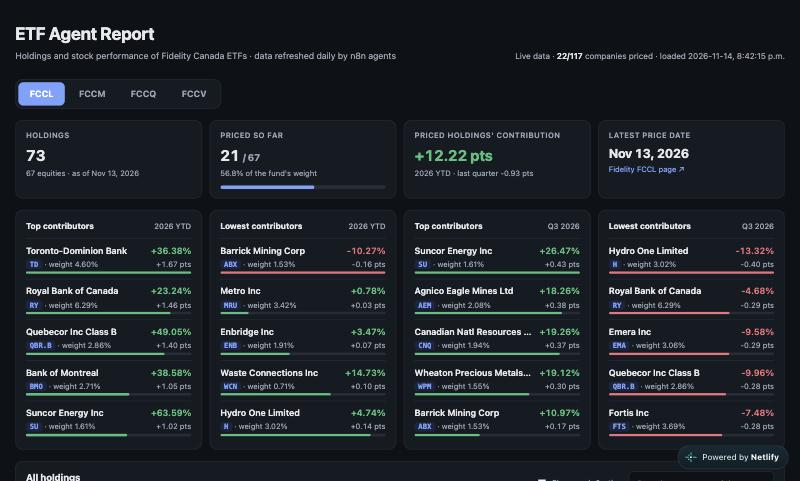 ETF Agent Report
Holdings and stock performance of Fidelity Canada ETFs · data refreshed daily by n8n agents
Live data · 22/117 companies priced · loaded 2026-11-14, 8:42:15 p.m.
FCCL FCCM FCCQ FCCV
HOLDINGS
73
67 equities · as of Nov 13, 2026
PRICED SO FAR
21 / 67
56.8% of the fund's weight
PRICED HOLDINGS' CONTRIBUTION
+12.22 pts
2026 YTD · last quarter -0.93 pts
LATEST PRICE DATE
Nov 13, 2026
Fidelity FCCL page ↗
Top contributors 2026 YTD
Toronto-Dominion Bank +36.38%
TD · weight 4.60% +1.67 pts
Royal Bank of Canada +23.24%
RY · weight 6.29% +1.46 pts
Quebecor Inc Class B +49.05%
QBR.B · weight 2.86% +1.40 pts
Bank of Montreal +38.58%
BMO · weight 2.71% +1.05 pts
Suncor Energy Inc +63.59%
SU · weight 1.61% +1.02 pts
Lowest contributors 2026 YTD
Barrick Mining Corp -10.27%
ABX · weight 1.53% -0.16 pts
Metro Inc +0.78%
MRU · weight 3.42% +0.03 pts
Enbridge Inc +3.47%
ENB · weight 1.91% +0.07 pts
Waste Connections Inc +14.73%
WCN · weight 0.71% +0.10 pts
Hydro One Limited +4.74%
H · weight 3.02% +0.14 pts
Top contributors Q3 2026
Suncor Energy Inc +26.47%
SU · weight 1.61% +0.43 pts
Agnico Eagle Mines Ltd +18.26%
AEM · weight 2.08% +0.38 pts
Canadian Natl Resources ... +19.26%
CNQ · weight 1.94% +0.37 pts
Wheaton Precious Metals... +19.12%
WPM · weight 1.55% +0.30 pts
Barrick Mining Corp +10.97%
ABX · weight 1.53% +0.17 pts
Lowest contributors Q3 2026
Hydro One Limited -13.32%
H · weight 3.02% -0.40 pts
Royal Bank of Canada -4.68%
RY · weight 6.29% -0.29 pts
Emera Inc -9.58%
EMA · weight 3.06% -0.29 pts
Quebecor Inc Class B -9.96%
QBR.B · weight 2.86% -0.28 pts
Fortis Inc -7.48%
FTS · weight 3.69% -0.28 pts
Powered by Netlify
All holdings